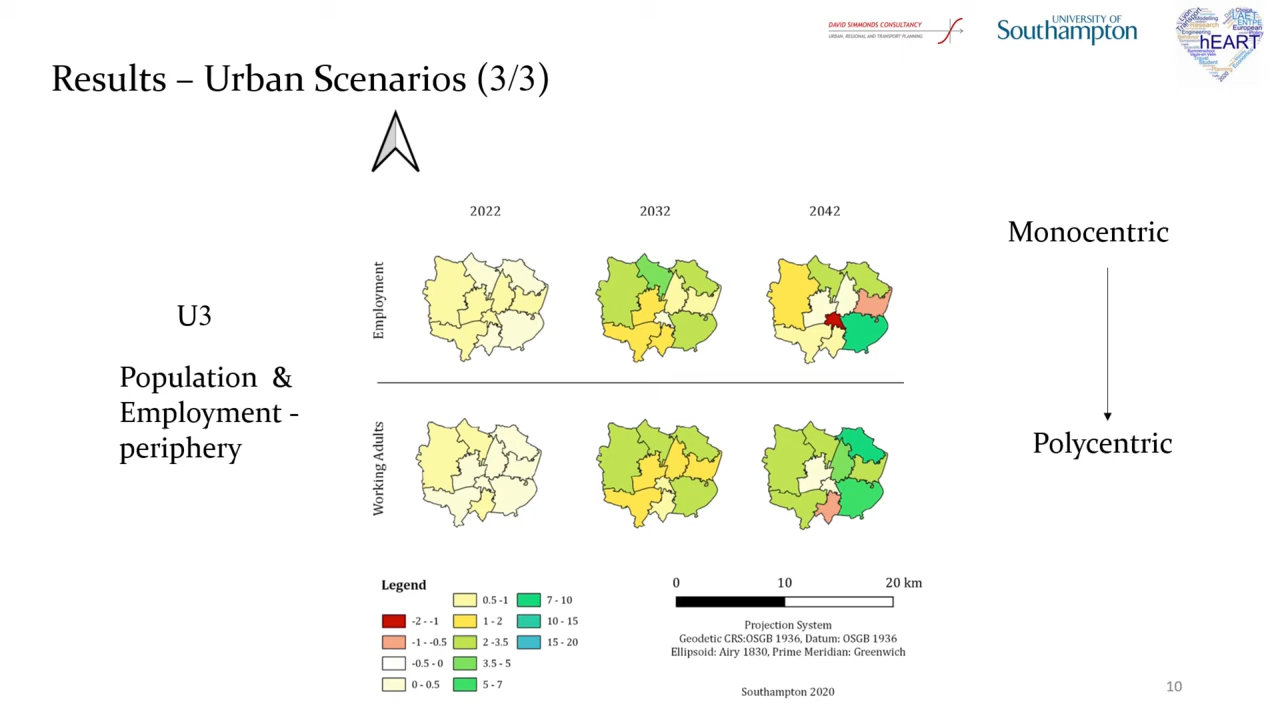 DAVID SIMMONDS CONSULTANCY
URBAN, REGIONAL AND TRANSPORT PLANNING
UNIVERSITY OF
Southampton
hEART
Results – Urban Scenarios (3/3)
2022
2032
2042
Monocentric
Employment
U3
Population &
Employment -
periphery
Polycentric
Working Adults
Legend
0.5 -1
7 - 10
-2 - -1
1 - 2
10 - 15
-1 - -0.5
2 -3.5
15 - 20
-0.5 - 0
3.5 - 5
0 - 0.5
5 - 7
0
10
20 km
Projection System
Geodetic CRS:OSGB 1936, Datum: OSGB 1936
Ellipsoid: Airy 1830, Prime Meridian: Greenwich
Southampton 2020
10